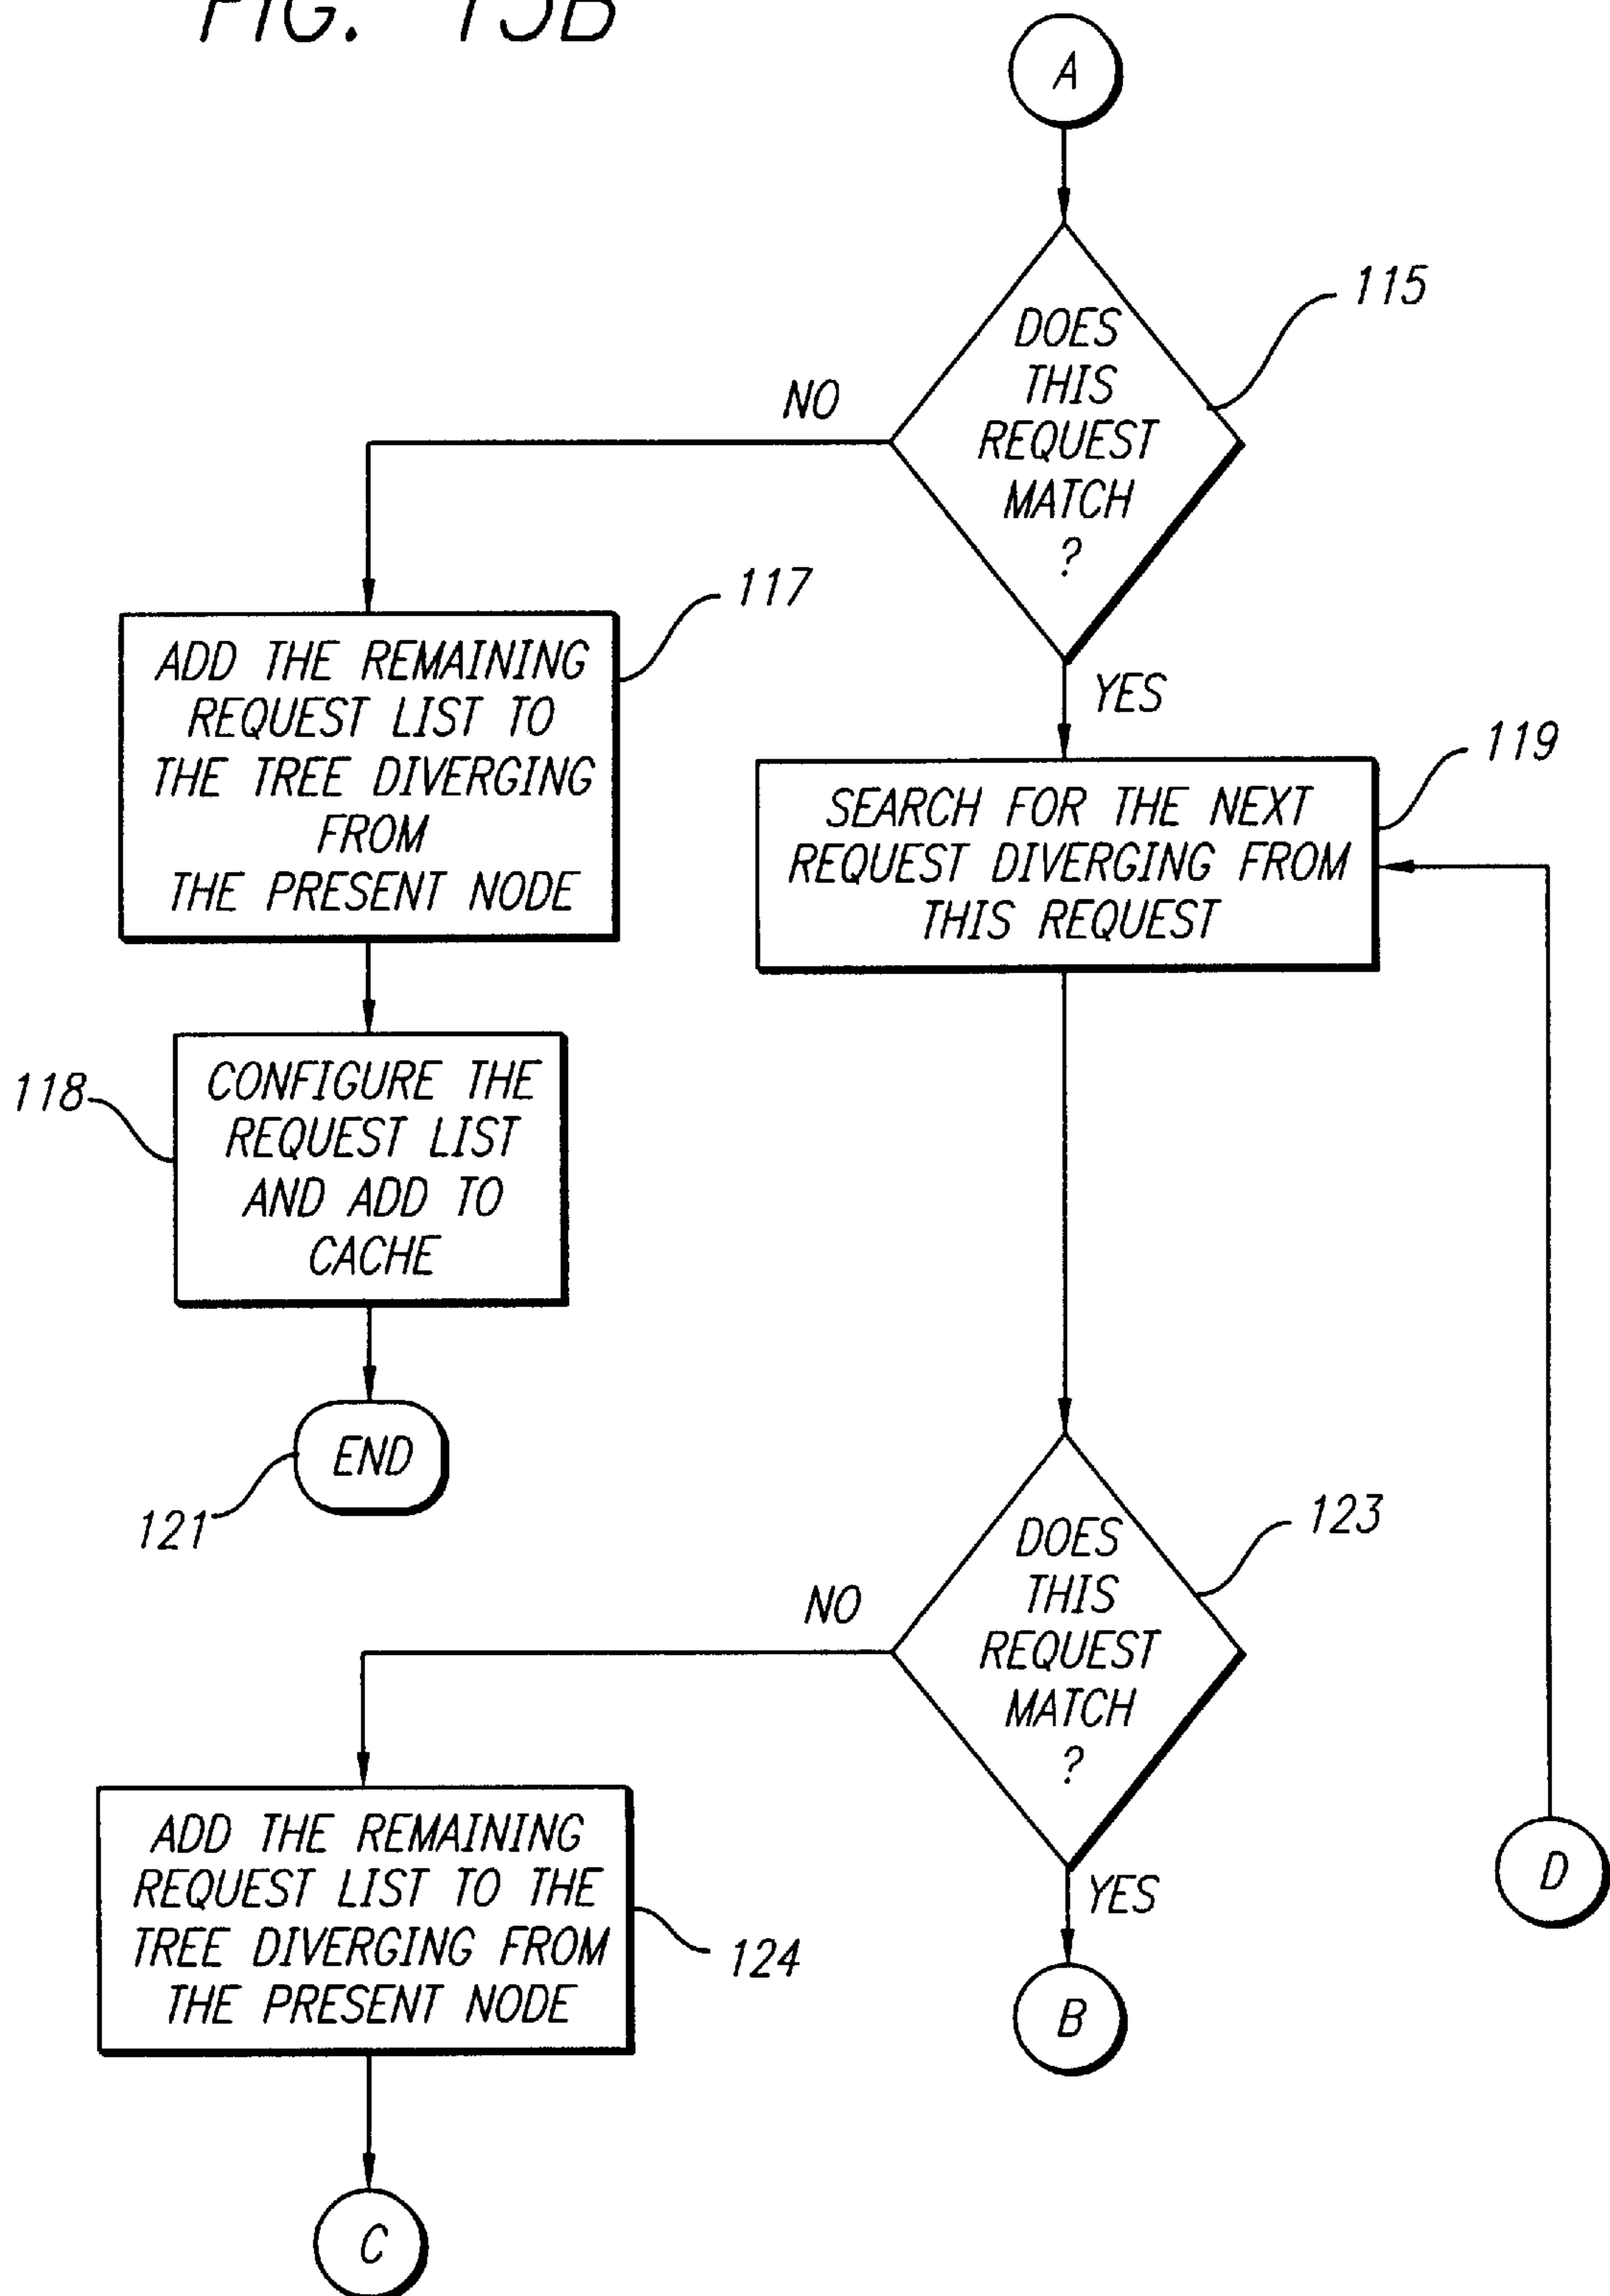 FIG. 15B
A
115
DOES
THIS
REQUEST
MATCH
?
NO
YES
117
ADD THE REMAINING
REQUEST LIST TO
THE TREE DIVERGING
FROM
THE PRESENT NODE
119
SEARCH FOR THE NEXT
REQUEST DIVERGING FROM
THIS REQUEST
118
CONFIGURE THE
REQUEST LIST
AND ADD TO
CACHE
END
121
123
DOES
THIS
REQUEST
MATCH
?
NO
YES
124
ADD THE REMAINING
REQUEST LIST TO THE
TREE DIVERGING FROM
THE PRESENT NODE
D
B
C